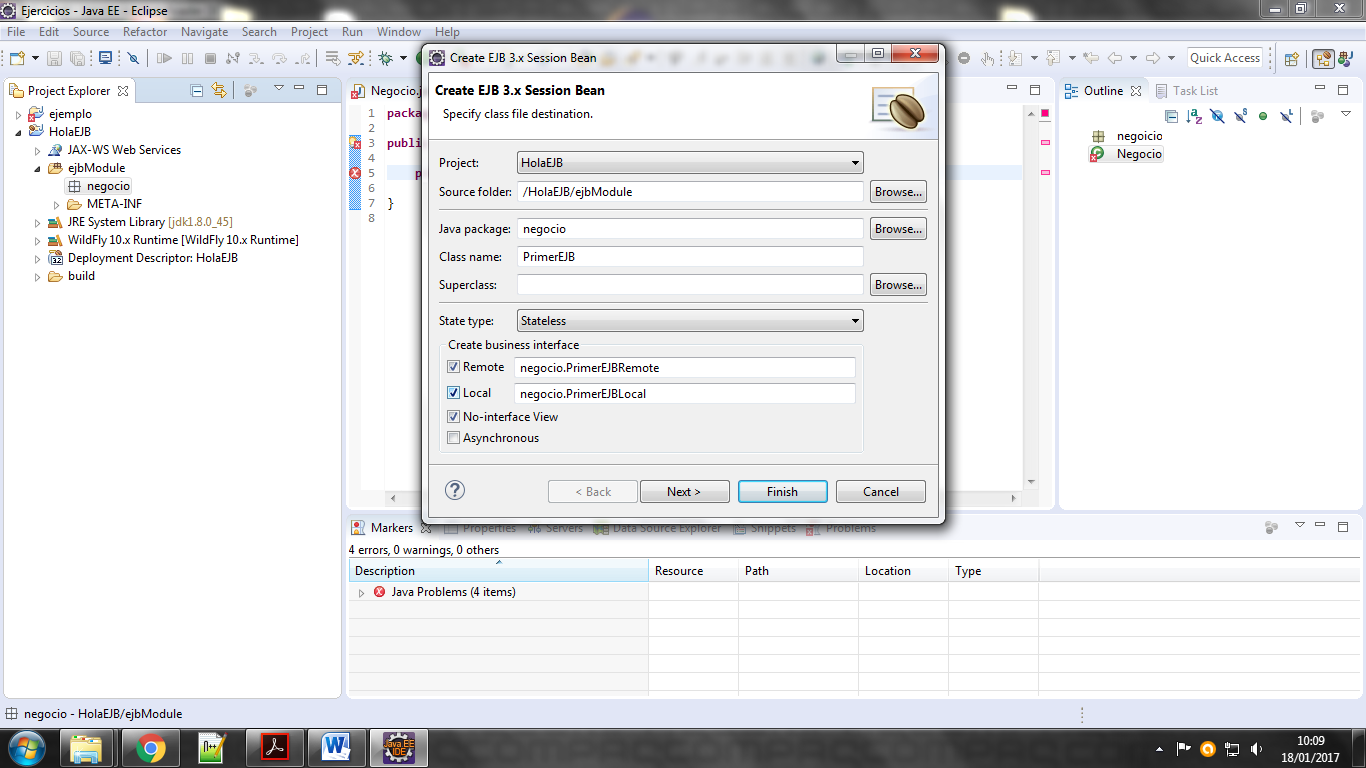 Ejercicios - Java EE - Eclipse
File Edit Source Refactor Navigate Search Project Run Window Help
Quick Access
Project Explorer
ejemplo
HolaEJB
JAX-WS Web Services
ejbModule
negocio
META-INF
JRE System Library [jdk1.8.0_45]
WildFly 10.x Runtime [WildFly 10.x Runtime]
Deployment Descriptor: HolaEJB
build
Negocio.j
1 packa
2
3 publi
4
5 p
6
7 }
8
Create EJB 3.x Session Bean
Create EJB 3.x Session Bean
Specify class file destination.
Project: HolaEJB
Source folder: /HolaEJB/ejbModule Browse...
Java package: negocio Browse...
Class name: PrimerEJB
Superclass: Browse...
State type: Stateless
Create business interface
Remote negocio.PrimerEJBRemote
Local negocio.PrimerEJBLocal
No-interface View
Asynchronous
? < Back Next > Finish Cancel
Outline Task List
negoicio
Negocio
Markers Properties Servers Data Source Explorer Snippets Problems
4 errors, 0 warnings, 0 others
Description Resource Path Location Type
Java Problems (4 items)
negocio - HolaEJB/ejbModule
Java EE
IDE
10:09
18/01/2017